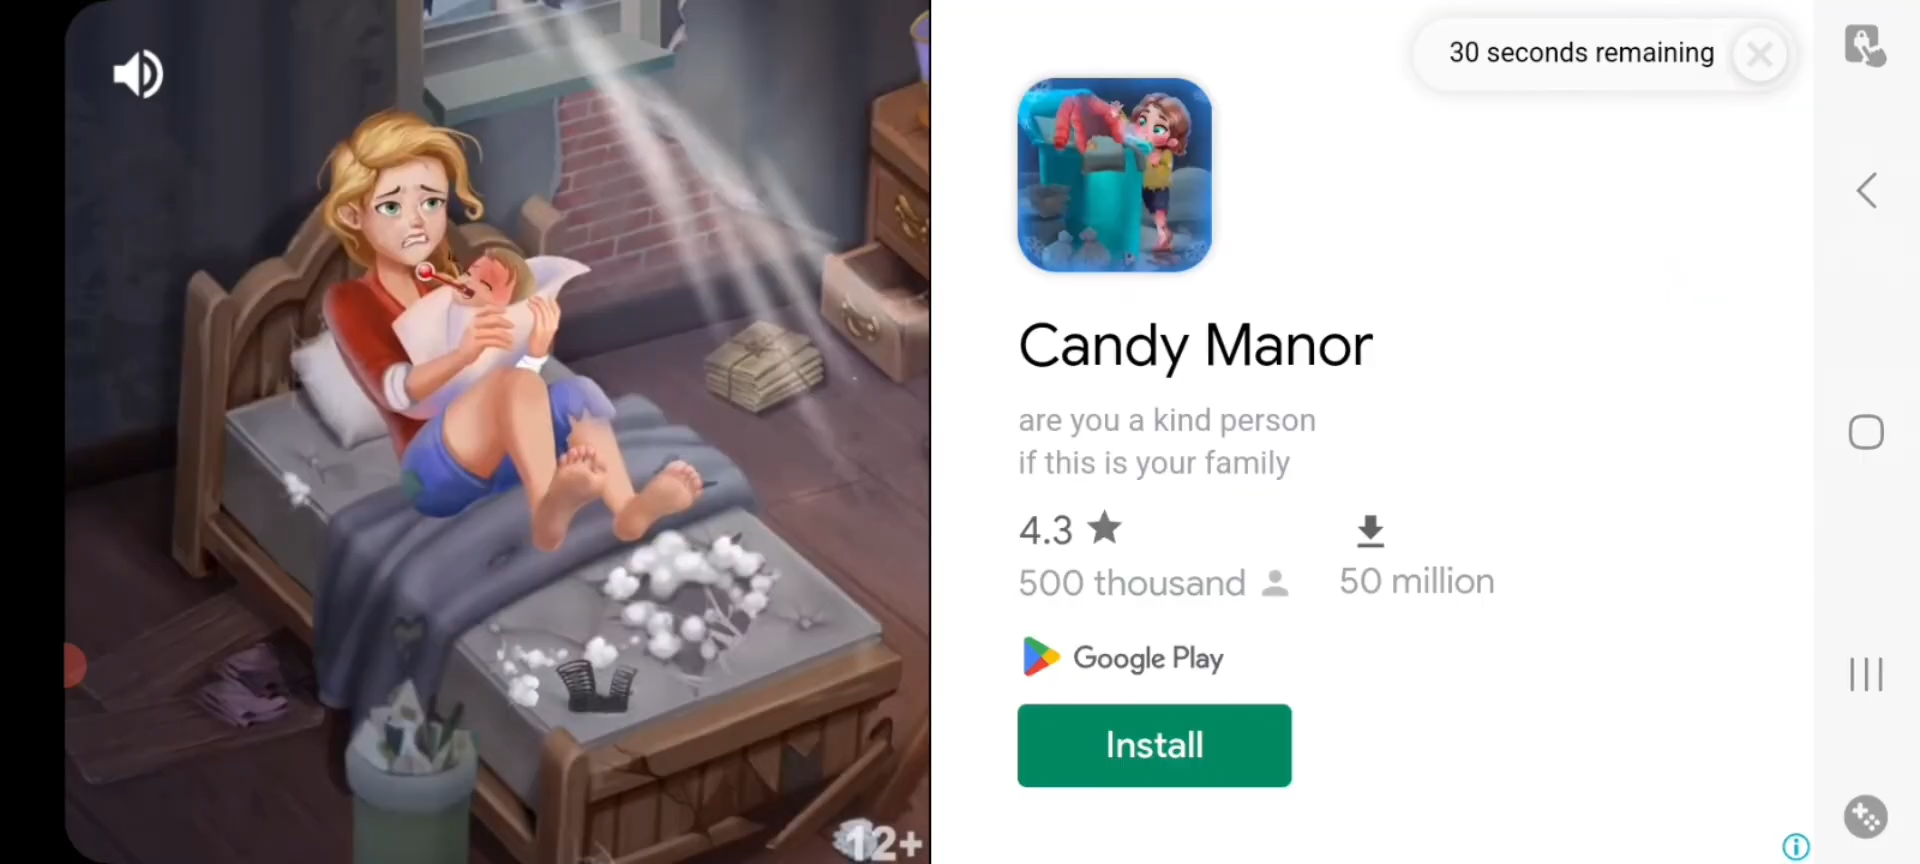 30 seconds remaining
Candy Manor
are you a kind person
if this is your family
4.3
500 thousand
50 million
Google Play
Install
12+